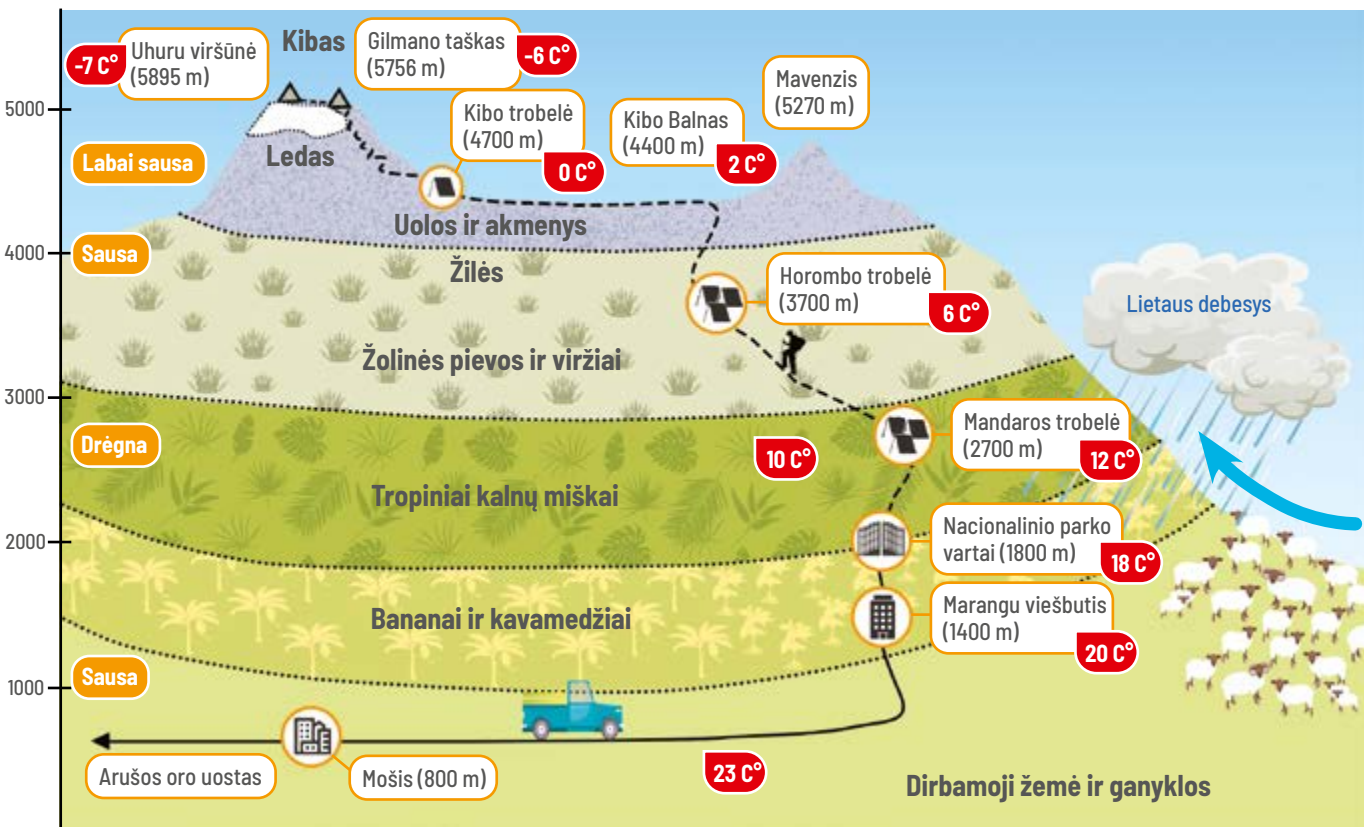 -7 C°
Uhuru viršūnė
(5895 m)
Kibas
Gilmano taškas
(5756 m)
-6 C°
Mavenzis
(5270 m)
5000
Kibo trobelė
(4700 m)
0 C°
Kibo Balnas
(4400 m)
2 C°
Labai sausa
Ledas
Uolos ir akmenys
4000
Sausa
Žilės
Horombo trobelė
(3700 m)
6 C°
Lietaus debesys
Žolinės pievos ir viržiai
3000
Drėgna
Mandaros trobelė
(2700 m)
12 C°
10 C°
Tropiniai kalnų miškai
2000
Nacionalinio parko
vartai (1800 m)
18 C°
Bananai ir kavamedžiai
Marangu viešbutis
(1400 m)
20 C°
1000
Sausa
Arušos oro uostas
Mošis (800 m)
23 C°
Dirbamoji žemė ir ganyklos